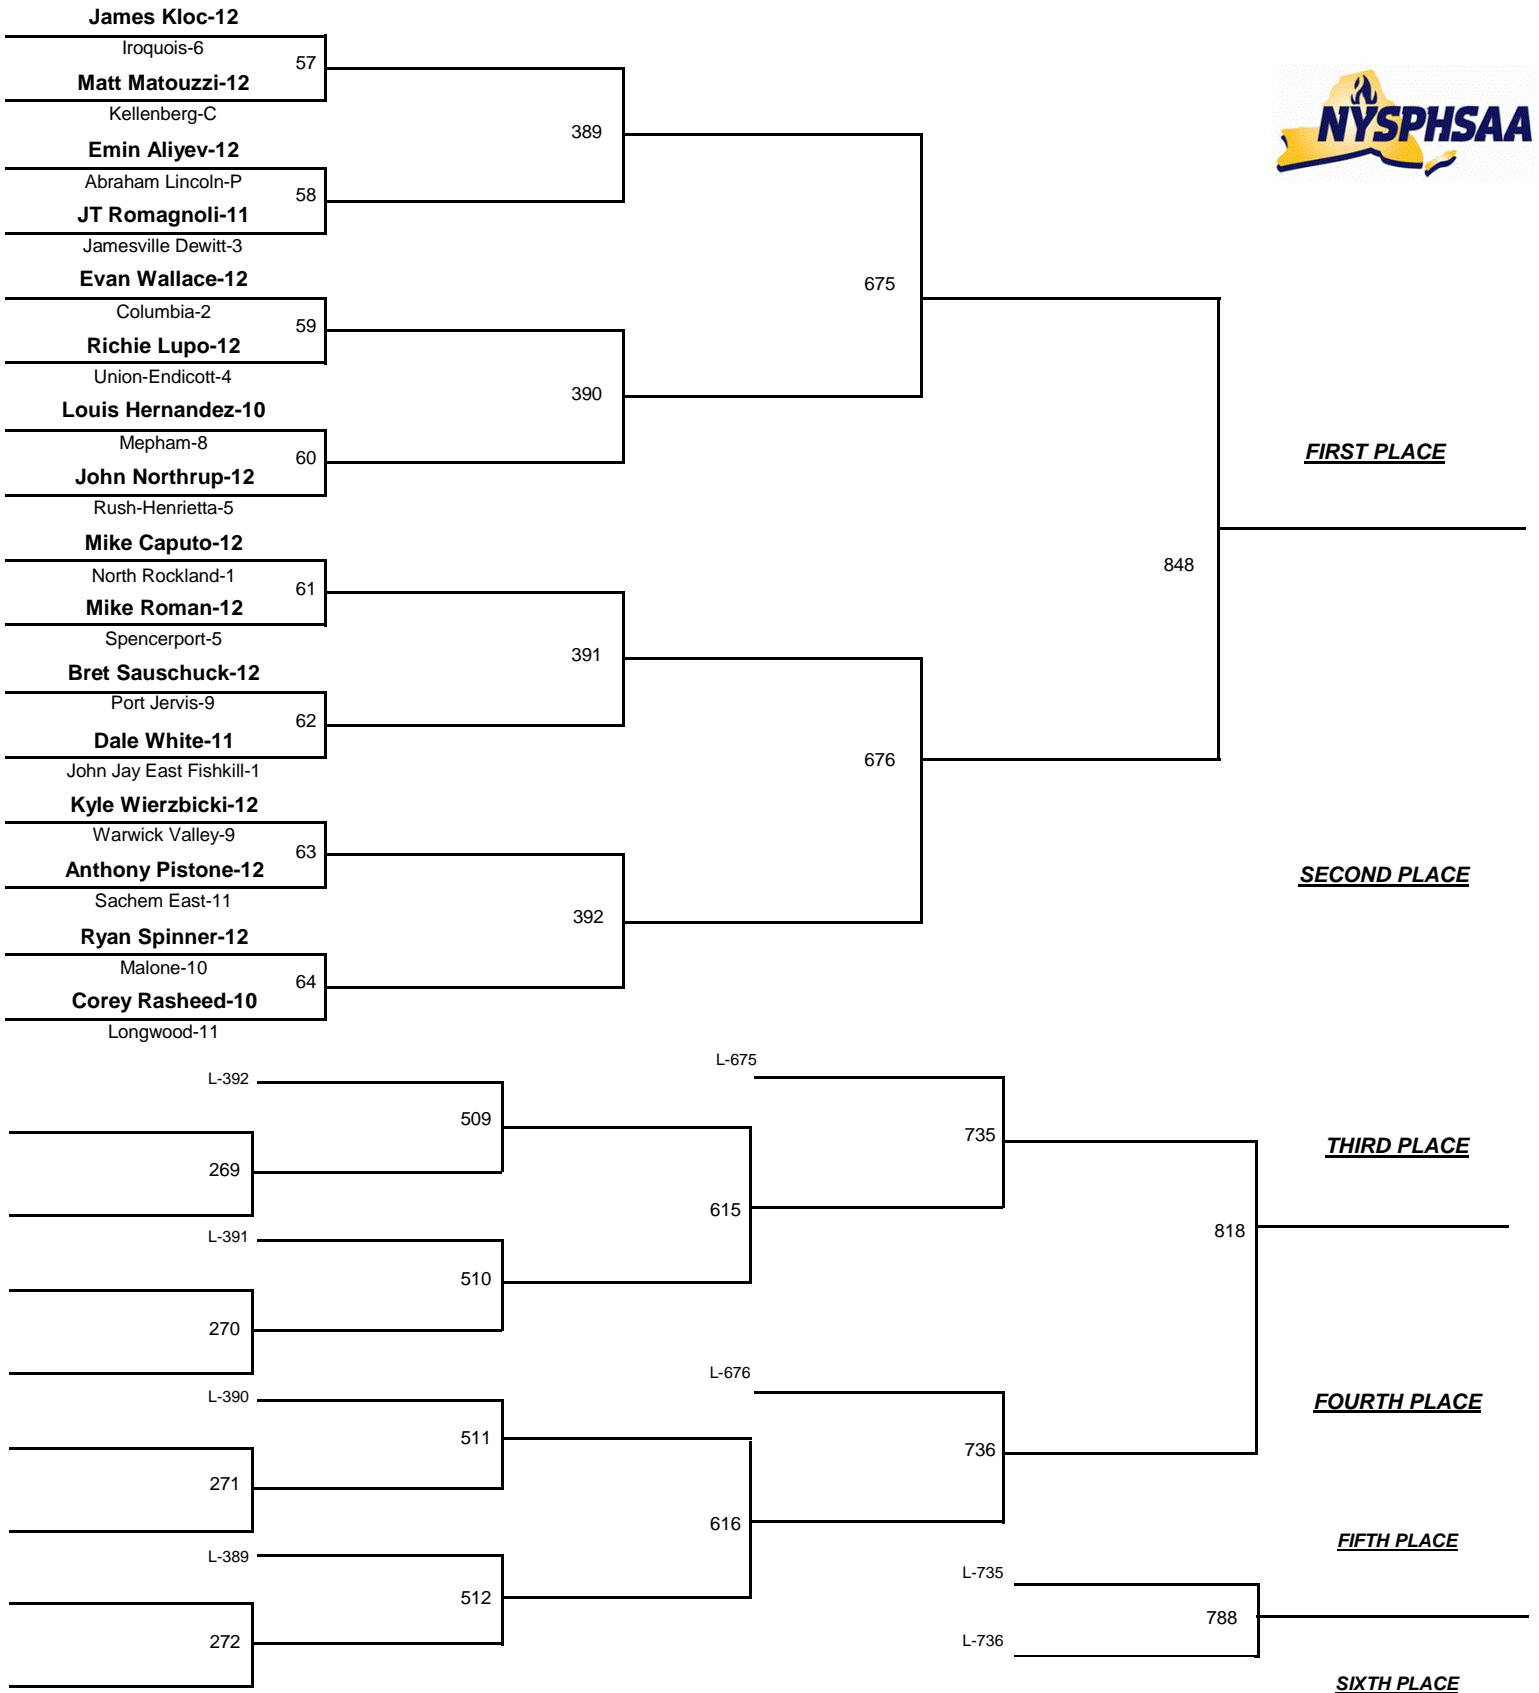 James Kloc-12
Iroquois-6
57
Matt Matouzzi-12
Kellenberg-C
389
Emin Aliyev-12
Abraham Lincoln-P
58
JT Romagnoli-11
Jamesville Dewitt-3
NYSPHSAA
Evan Wallace-12
675
Columbia-2
59
Richie Lupo-12
Union-Endicott-4
390
Louis Hernandez-10
Mepham-8
60
FIRST PLACE
John Northrup-12
Rush-Henrietta-5
Mike Caputo-12
848
North Rockland-1
61
Mike Roman-12
Spencerport-5
391
Bret Sauschuck-12
Port Jervis-9
62
Dale White-11
676
John Jay East Fishkill-1
Kyle Wierzbicki-12
Warwick Valley-9
63
Anthony Pistone-12
SECOND PLACE
Sachem East-11
392
Ryan Spinner-12
Malone-10
64
Corey Rasheed-10
Longwood-11
L-675
L-392
509
735
THIRD PLACE
269
615
L-391
818
510
270
L-676
L-390
FOURTH PLACE
511
736
271
616
FIFTH PLACE
L-389
L-735
512
788
272
L-736
SIXTH PLACE